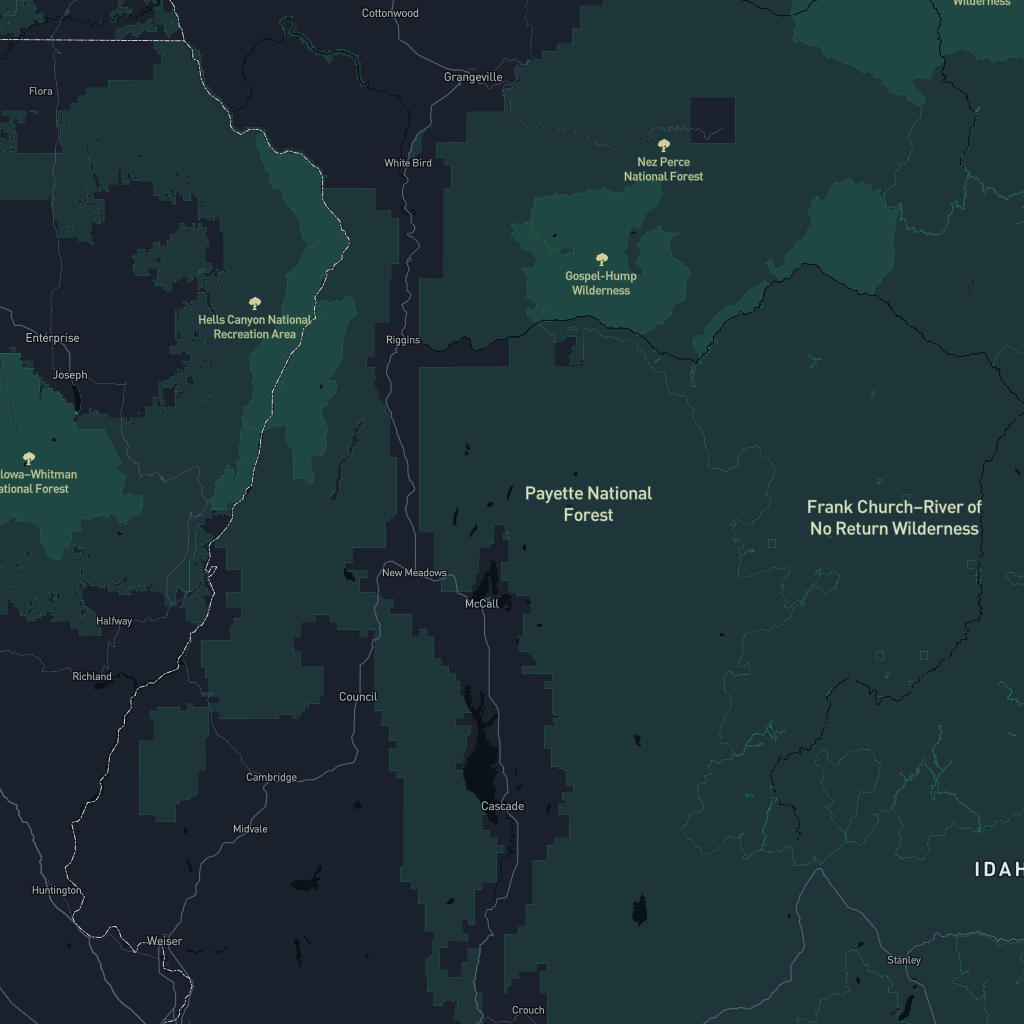 Wilderness
Cottonwood
Grangeville
Flora
White Bird
Nez Perce
National Forest
Gospel-Hump
Wilderness
Hells Canyon National
Recreation Area
Enterprise
Riggins
Joseph
lowa–Whitman
ational Forest
Payette National
Forest
Frank Church–River of
No Return Wilderness
New Meadows
McCall
Halfway
Richland
Council
Cambridge
Cascade
Midvale
IDAH
Huntington
Weiser
Stanley
Crouch